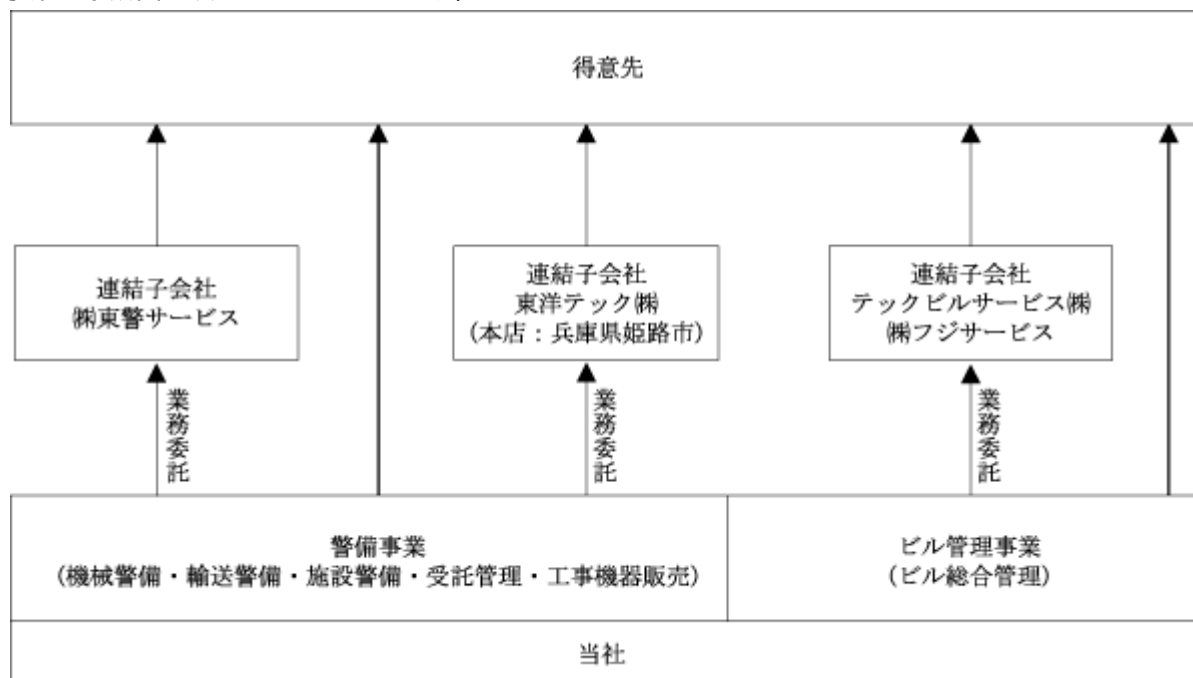 得意先
連結子会社
㈱東警サービス
連結子会社
東洋テック㈱
（本店：兵庫県姫路市）
連結子会社
テックビルサービス㈱
㈱フジサービス
業務委託
業務委託
業務委託
警備事業
（機械警備・輸送警備・施設警備・受託管理・工事機器販売）
ビル管理事業
（ビル総合管理）
当社